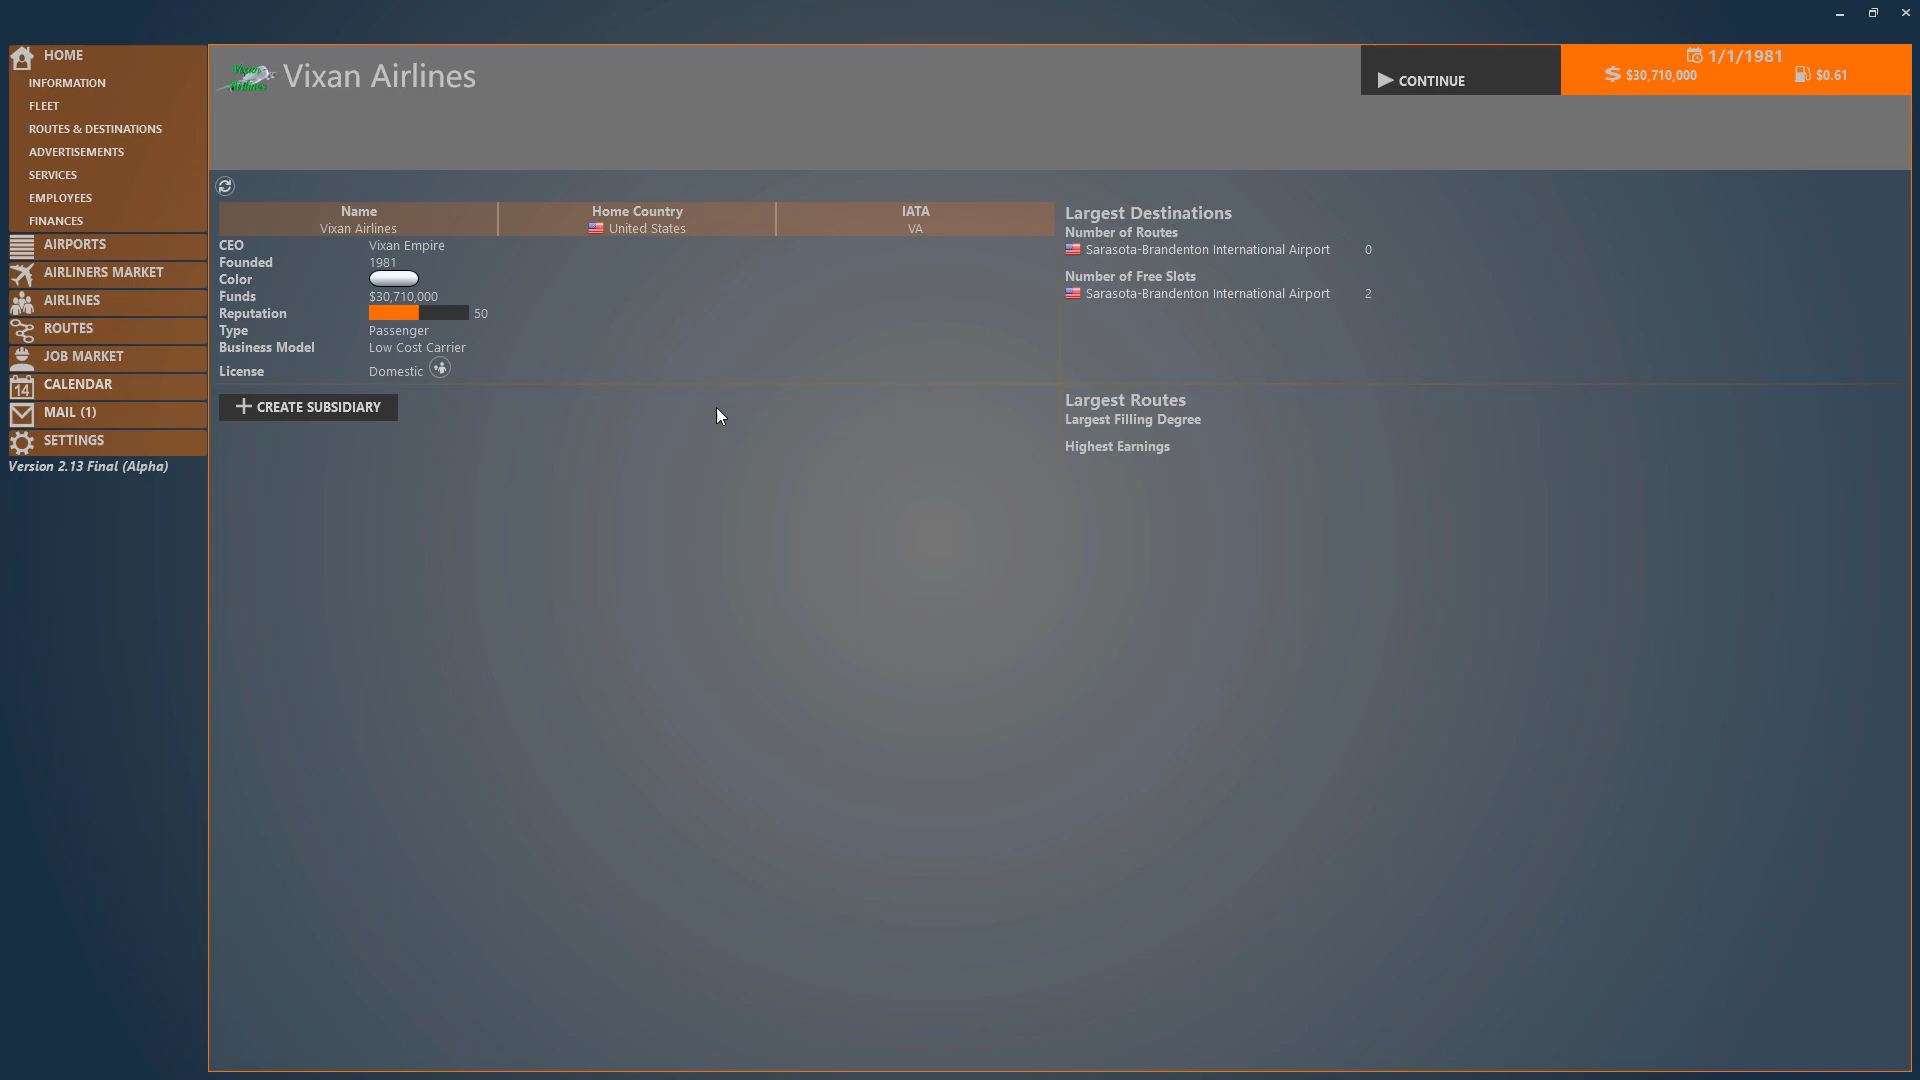 HOME
INFORMATION
FLEET
ROUTES & DESTINATIONS
ADVERTISEMENTS
SERVICES
EMPLOYEES
FINANCES
AIRPORTS
AIRLINERS MARKET
AIRLINES
ROUTES
JOB MARKET
14 CALENDAR
MAIL (1)
SETTINGS
Version 2.13 Final (Alpha)
Vixan Airlines
Vixan Airlines
CONTINUE
1/1/1981
$30,710,000 $0.61
Name Home Country IATA
Vixan Airlines United States VA
CEO Vixan Empire
Founded 1981
Color
Funds $30,710,000
Reputation 50
Type Passenger
Business Model Low Cost Carrier
License Domestic
CREATE SUBSIDIARY
Largest Destinations
Number of Routes
Sarasota-Brandenton International Airport 0
Number of Free Slots
Sarasota-Brandenton International Airport 2
Largest Routes
Largest Filling Degree
Highest Earnings